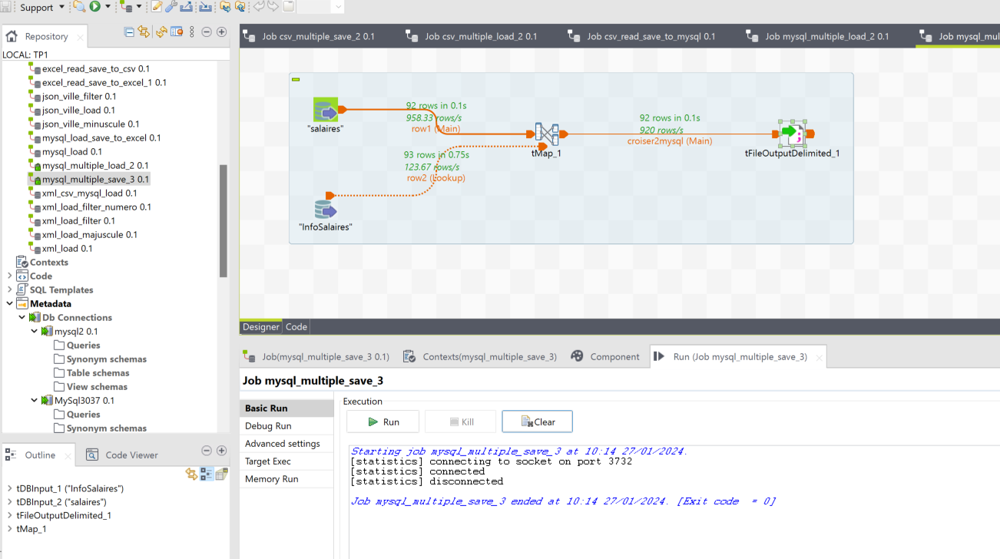 Support
Repository
Job csv_multiple_save_2 0.1
Job csv_multiple_load_2 0.1
Job csv_read_save_to_mysql 0.1
Job mysql_multiple_load_2 0.1
Job mysql_mul
LOCAL: TP1
excel_read_save_to_csv 0.1
excel_read_save_to_excel_1 0.1
json_ville_filter 0.1
json_ville_load 0.1
json_ville_minuscule 0.1
mysql_load_save_to_excel 0.1
mysql_load 0.1
mysql_multiple_load_2 0.1
mysql_multiple_save_3 0.1
xml_csv_mysql_load 0.1
xml_load_filter_numero 0.1
xml_load_filter 0.1
xml_load_majuscule 0.1
xml_load 0.1
Contexts
Code
SQL Templates
Metadata
Db Connections
mysql2 0.1
Queries
Synonym schemas
Table schemas
View schemas
MySql3037 0.1
Queries
Synonym schemas
"salaires"
92 rows in 0.1s
958.33 rows/s
row1 (Main)
93 rows in 0.75s
123.67 rows/s
row2 (Lookup)
"InfoSalaires"
tMap_1
92 rows in 0.1s
920 rows/s
croiser2mysql (Main)
tFileOutputDelimited_1
Designer
Code
Job(mysql_multiple_save_3 0.1)
Contexts(mysql_multiple_save_3)
Component
Run (Job mysql_multiple_save_3)
Job mysql_multiple_save_3
Basic Run
Debug Run
Advanced settings
Target Exec
Memory Run
Execution
Run
Kill
Clear
Starting job mysql_multiple_save_3 at 10:14 27/01/2024.
[statistics] connecting to socket on port 3732
[statistics] connected
[statistics] disconnected
Job mysql_multiple_save_3 ended at 10:14 27/01/2024. [Exit code  = 0]
Outline
Code Viewer
tDBInput_1 ("InfoSalaires")
tDBInput_2 ("salaires")
tFileOutputDelimited_1
tMap_1